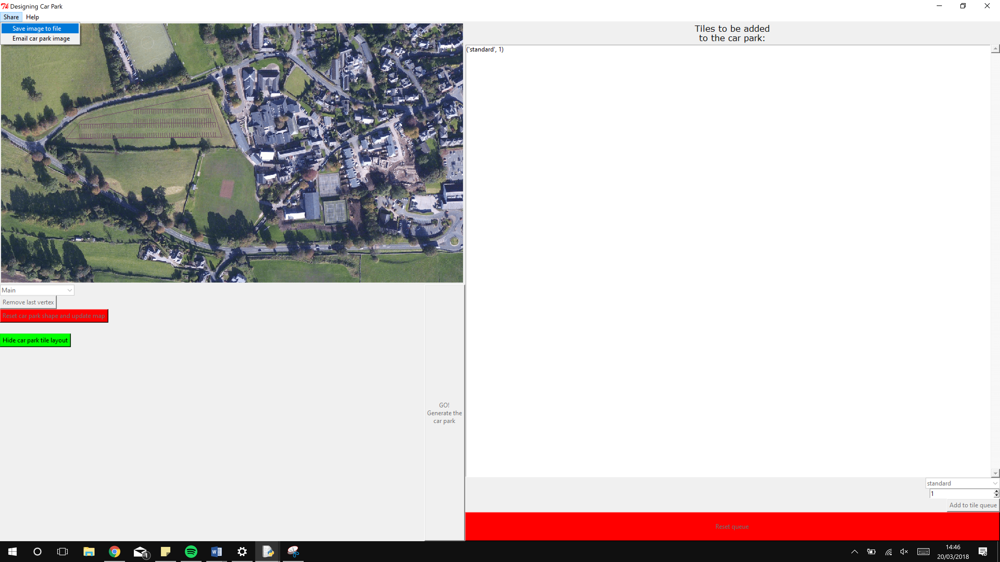 Designing Car Park
Share Help
Save image to file
Email car park image
Tiles to be added
to the car park:
('standard', 1)
Main
Remove last vertex
Reset car park shape and update map
Hide car park tile layout
GO!
Generate the
car park
standard
1
Add to tile queue
Reset queue
1
14:46
20/03/2018